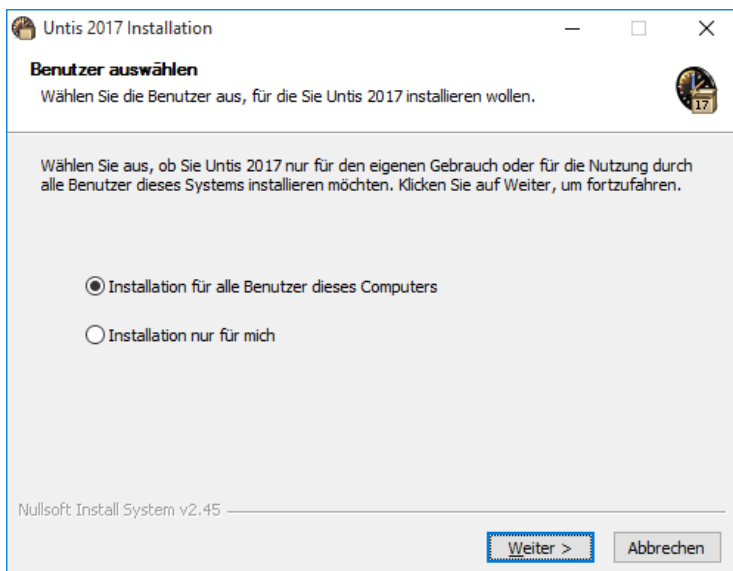 Untis 2017 Installation
Benutzer auswählen
Wählen Sie die Benutzer aus, für die Sie Untis 2017 installieren wollen.
17
Wählen Sie aus, ob Sie Untis 2017 nur für den eigenen Gebrauch oder für die Nutzung durch
alle Benutzer dieses Systems installieren möchten. Klicken Sie auf Weiter, um fortzufahren.
Installation für alle Benutzer dieses Computers
Installation nur für mich
Nullsoft Install System v2.45
Weiter >
Abbrechen